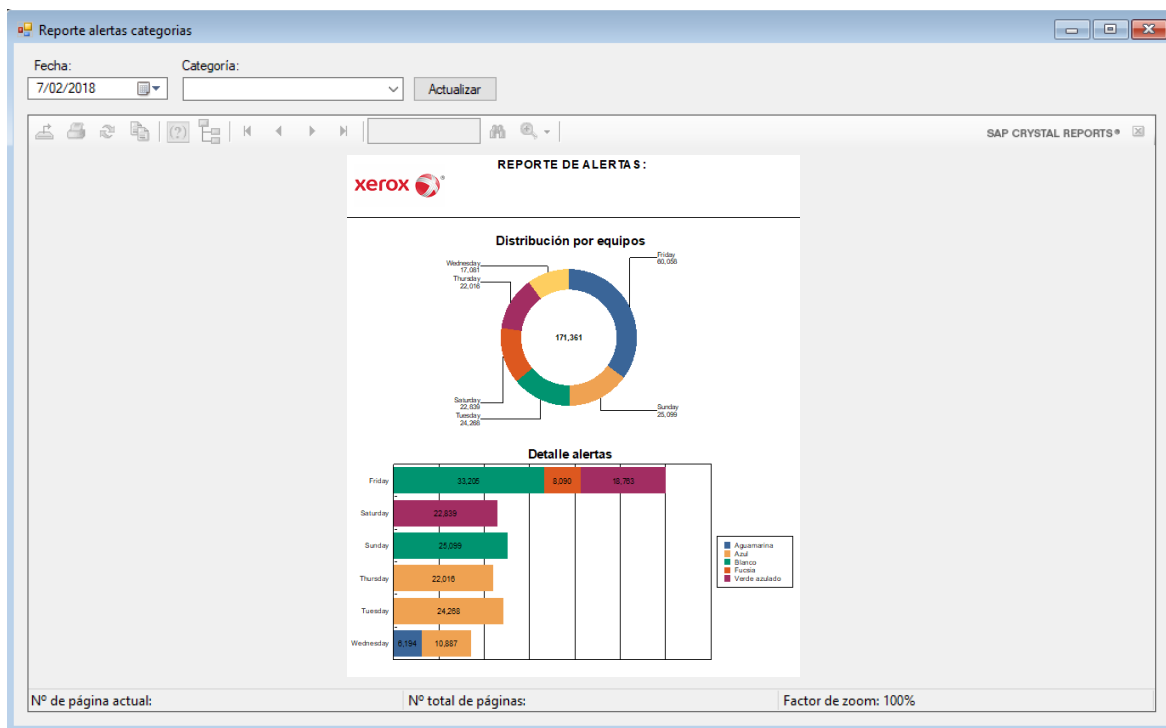 Reporte alertas categorias
Fecha: Categoría:
7/02/2018 Actualizar
(?) SAP CRYSTAL REPORTS®
REPORTE DE ALERTAS:
xerox
Distribución por equipos
Wednesday
17,081
Thursday
22,016
Friday
60,058
171,361
Saturday
22,839
Tuesday
24,268
Sunday
25,099
Detalle alertas
Friday 33,205 8,090 18,763
Saturday 22,839
Sunday 25,099
Thursday 22,016
Tuesday 24,268
Wednesday 6,194 10,887
Aguamarina
Azul
Blanco
Fucsia
Verde azulado
Nº de página actual: Nº total de páginas: Factor de zoom: 100%